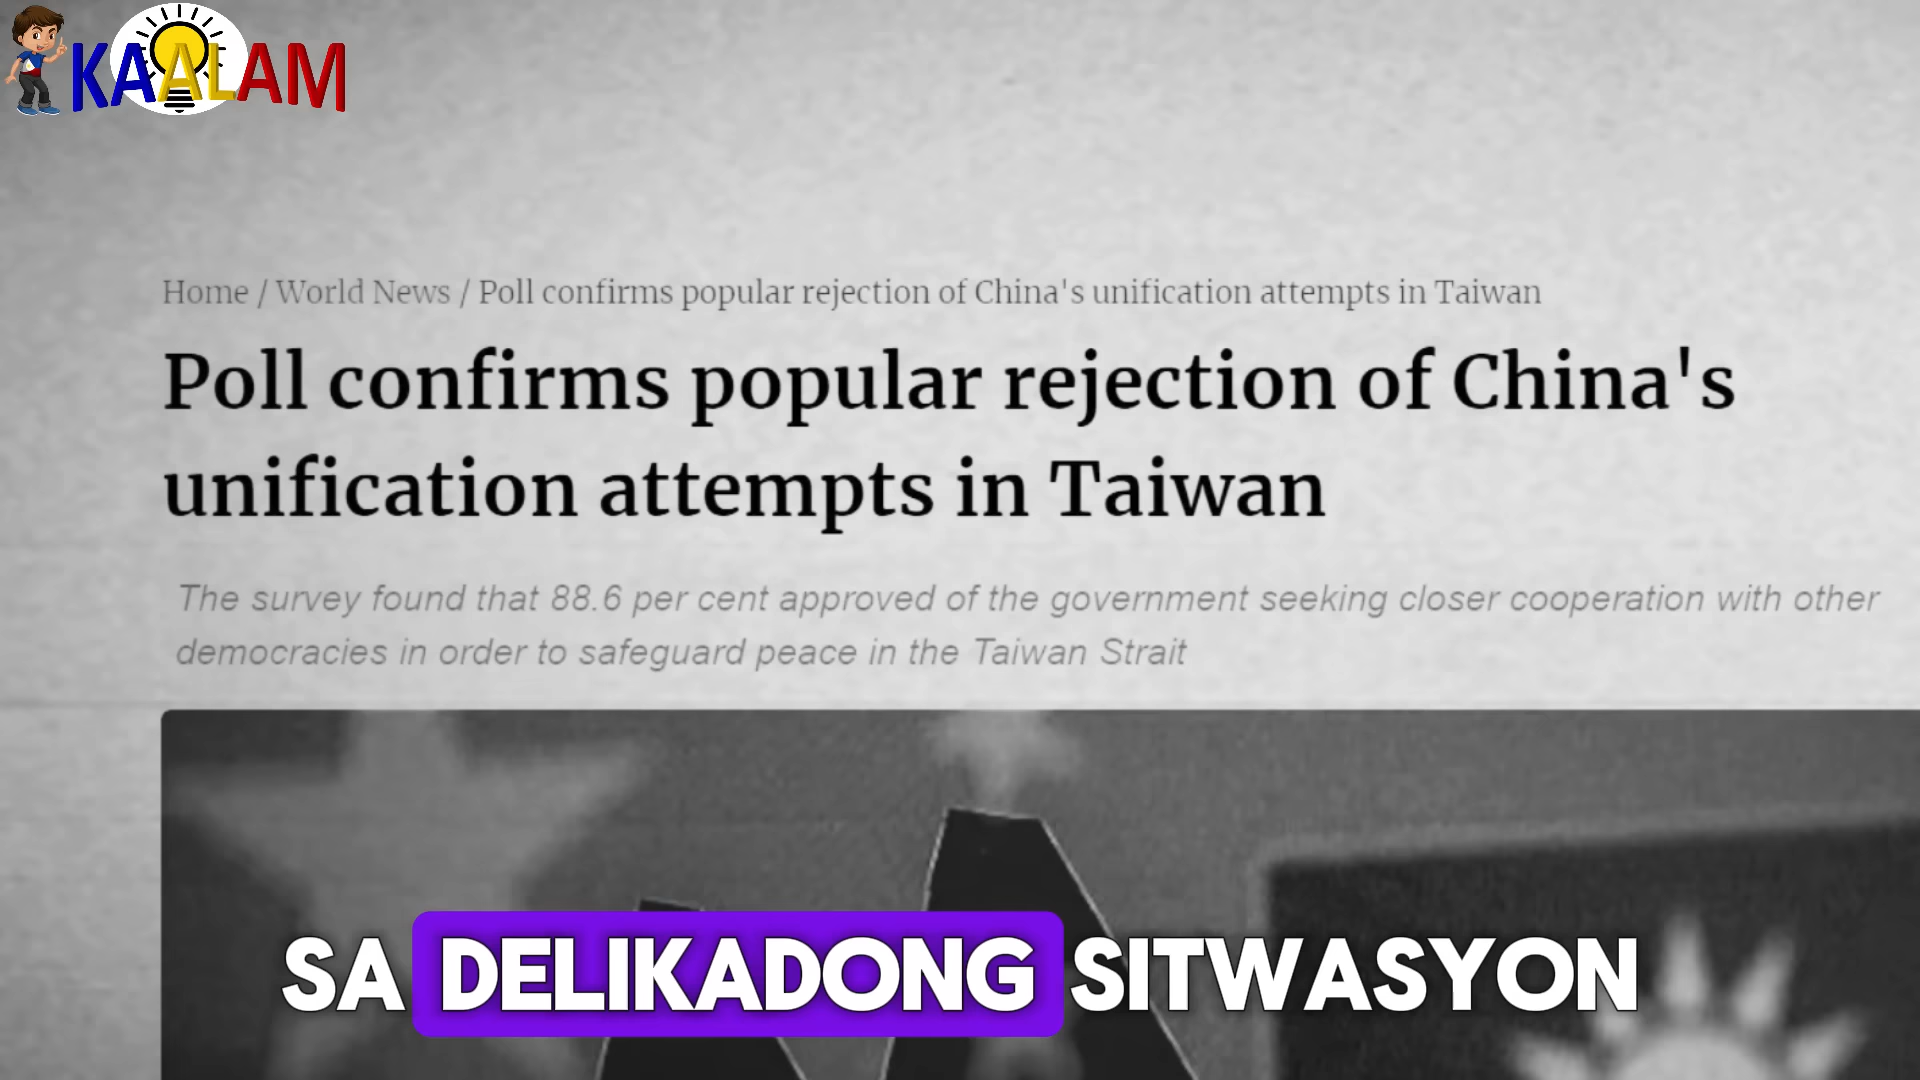 KAALAM
Home / World News / Poll confirms popular rejection of China's unification attempts in Taiwan
Poll confirms popular rejection of China's
unification attempts in Taiwan
The survey found that 88.6 per cent approved of the government seeking closer cooperation with other
democracies in order to safeguard peace in the Taiwan Strait
SA DELIKADONG SITWASYON